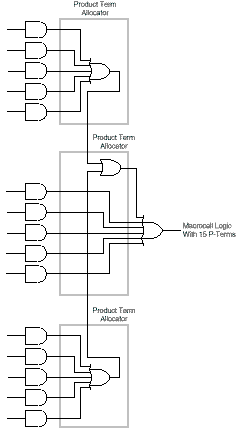 Product Term
Allocator
Product Term
Allocator
Macrocell Logic
With 15 P-Terms
Product Term
Allocator